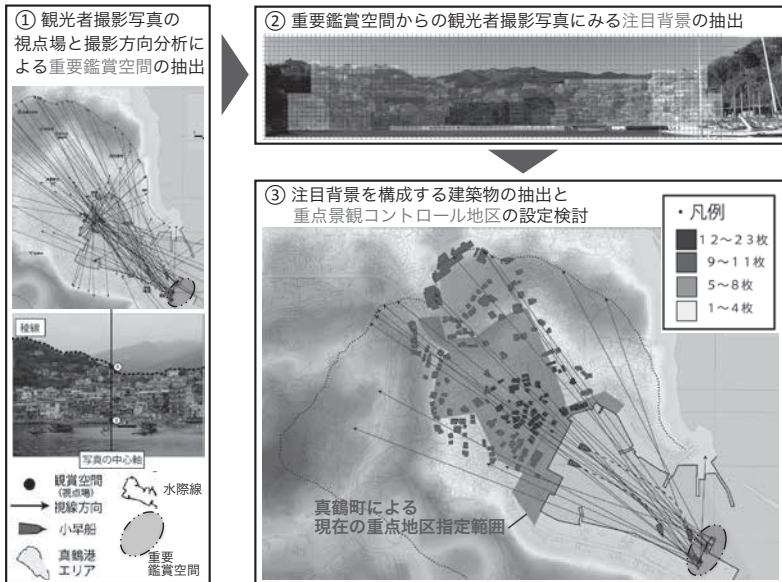 ① 観光者撮影写真の
視点場と撮影方向分析に
よる重要鑑賞空間の抽出
稜線
写真の中心軸
観賞空間
(視点場)
視線方向
小早船
真鶴港
エリア
水際線
重要
鑑賞空間
② 重要鑑賞空間からの観光者撮影写真にみる注目背景の抽出
③ 注目背景を構成する建築物の抽出と
重点景観コントロール地区の設定検討
・凡例
12～23枚
9～11枚
5～8枚
1～4枚
真鶴町による
現在の重点地区指定範囲